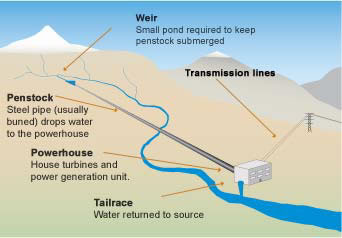 Weir
Small pond required to keep
penstock submerged
Transmission lines
Penstock
Steel pipe (usually
buned) drops water
to the powerhouse
Powerhouse
House turbines and
power generation unit.
Tailrace
Water returned to source